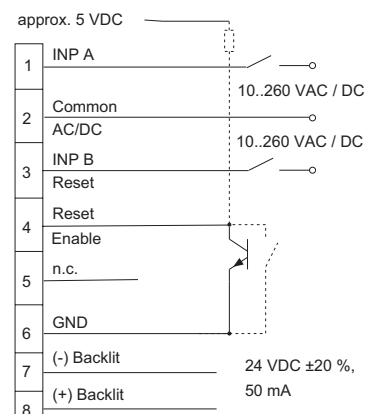 approx. 5 VDC
1 INP A
10..260 VAC / DC
2 Common
AC/DC
10..260 VAC / DC
3 INP B
Reset
4 Reset
Enable
5 n.c.
6 GND
7 (-) Backlit
24 VDC ±20 %,
50 mA
8 (+) Backlit